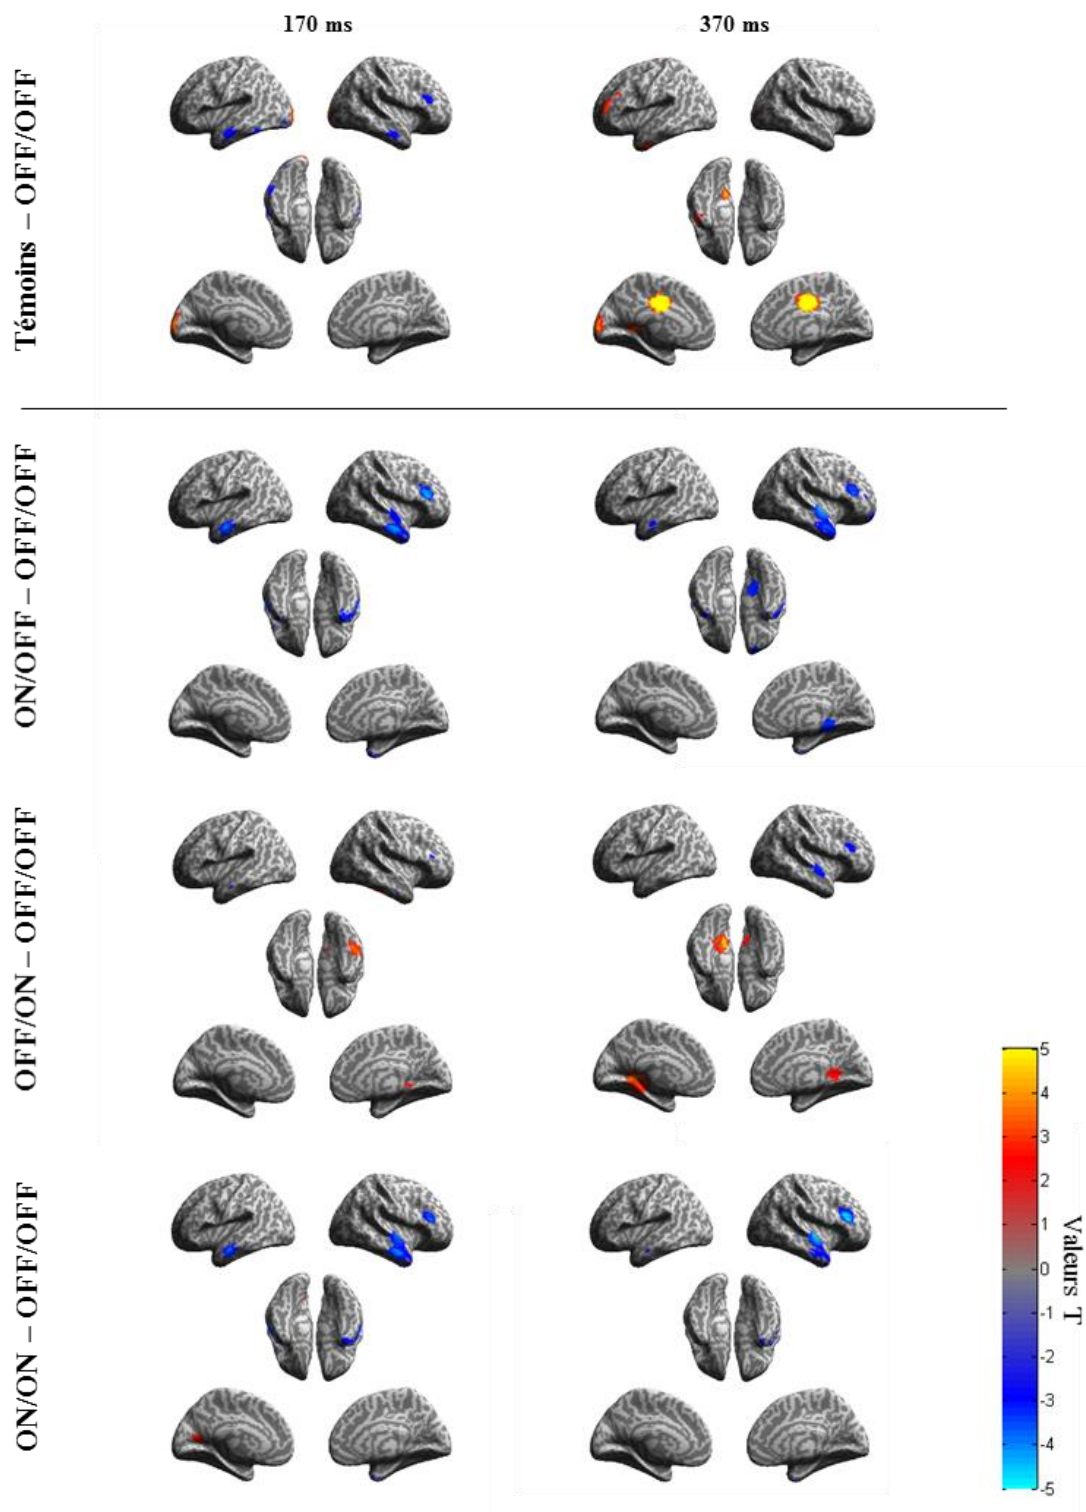 170 ms
370 ms
Témoins – OFF/OFF
ON/OFF – OFF/OFF
OFF/ON – OFF/OFF
ON/ON – OFF/OFF
5
4
3
2
1
0
-1
-2
-3
-4
-5
Valeurs T